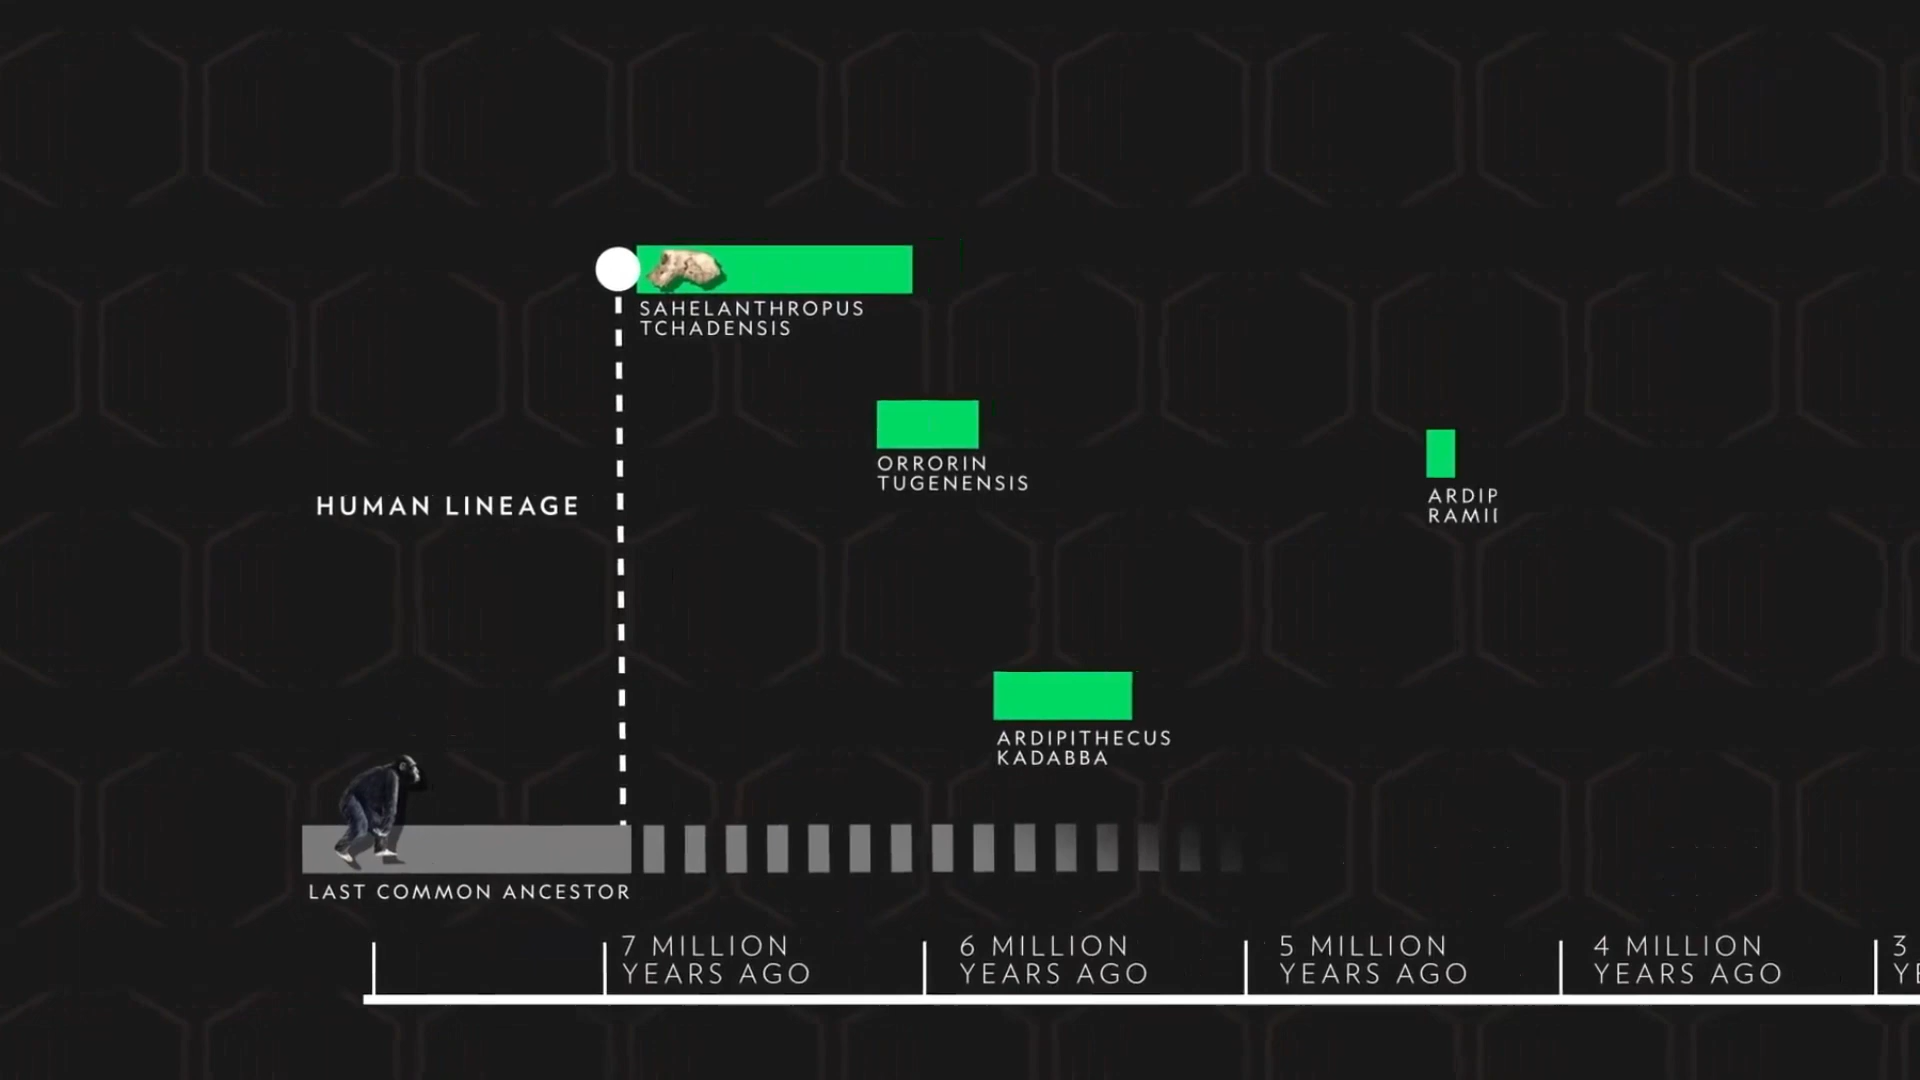 SAHELANTHROPUS
TCHADENSIS
ORRORIN
TUGENENSIS
ARDIP
HUMAN LINEAGE
ARDIPITHECUS
KADABBA
LAST COMMON ANCESTOR
7 MILLION
YEARS AGO
6 MILLION
YEARS AGO
5 MILLION
YEARS AGO
4 MILLION
YEARS AGO
3
YE